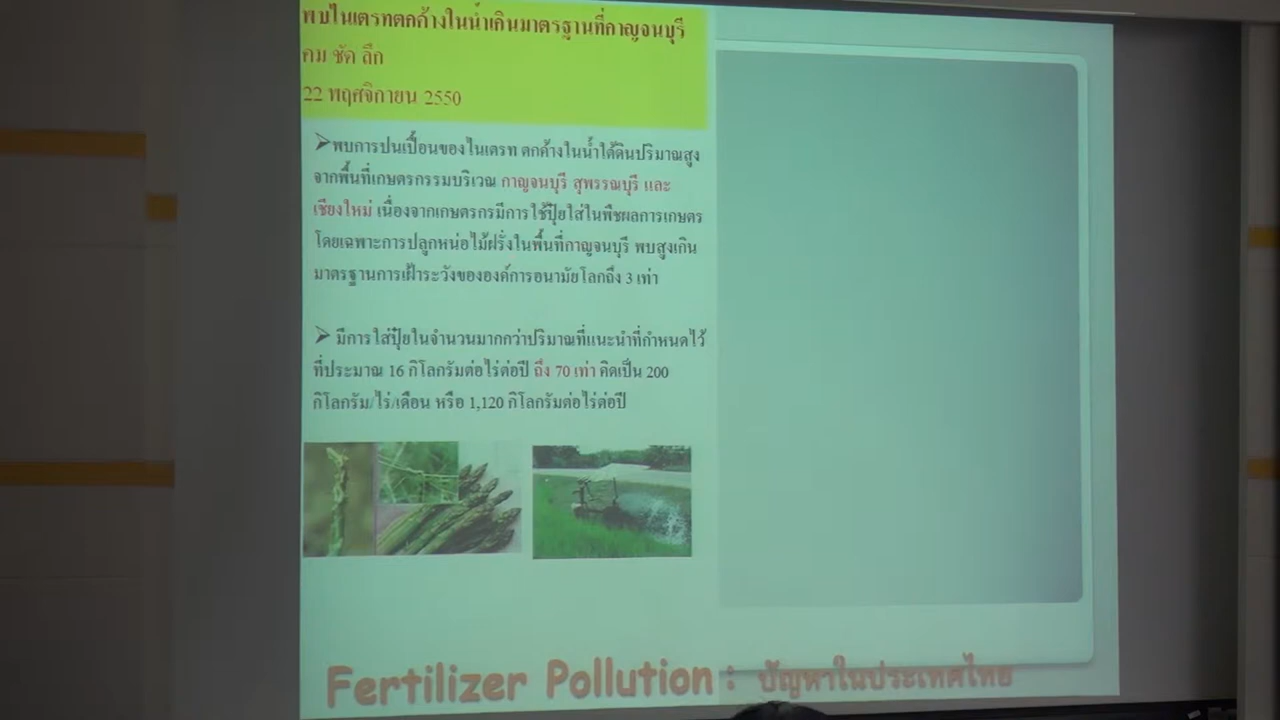 พบไนเตรทตกค้างในน้ำเกินมาตรฐานที่กาญจนบุรี
คม ชัด ลึก
22 พฤศจิกายน 2550
➢พบการปนเปื้อนของไนเตรท ตกค้างในน้ำใต้ดินปริมาณสูง
จากพื้นที่เกษตรกรรมบริเวณ กาญจนบุรี สุพรรณบุรี และ
เชียงใหม่ เนื่องจากเกษตรกรมีการใช้ปุ๋ยใส่ในพืชผลการเกษตร
โดยเฉพาะการปลูกหน่อไม้ฝรั่งในพื้นที่กาญจนบุรี พบสูงเกิน
มาตรฐานการเฝ้าระวังขององค์การอนามัยโลกถึง 3 เท่า
➢ มีการใส่ปุ๋ยในจำนวนมากกว่าปริมาณที่แนะนำที่กำหนดไว้
ที่ประมาณ 16 กิโลกรัมต่อไร่ต่อปี ถึง 70 เท่า คิดเป็น 200
กิโลกรัม/ไร่/เดือน หรือ 1,120 กิโลกรัมต่อไร่ต่อปี
Fertilizer Pollution : ปัญหาในประเทศไทย